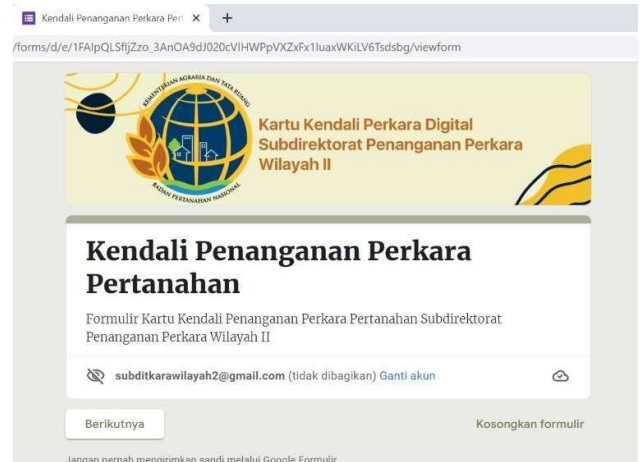 Kendali Penanganan Perkara Pert
/forms/d/e/1FAIpQLSfljZzo_3AnOA9dJ020cVlHWPpVXZxFx1IuaxWKiLV6Tsdsbg/viewform
KEMENTERIAN AGRARIA DAN TATA RUANG
BADAN PERTANAHAN NASIONAL
Kartu Kendali Perkara Digital
Subdirektorat Penanganan Perkara
Wilayah II
Kendali Penanganan Perkara
Pertanahan
Formulir Kartu Kendali Penanganan Perkara Pertanahan Subdirektorat
Penanganan Perkara Wilayah II
subditkarawilayah2@gmail.com (tidak dibagikan) Ganti akun
Berikutnya Kosongkan formulir
Jangan pernah mengirimkan sandi melalui Google Formulir.